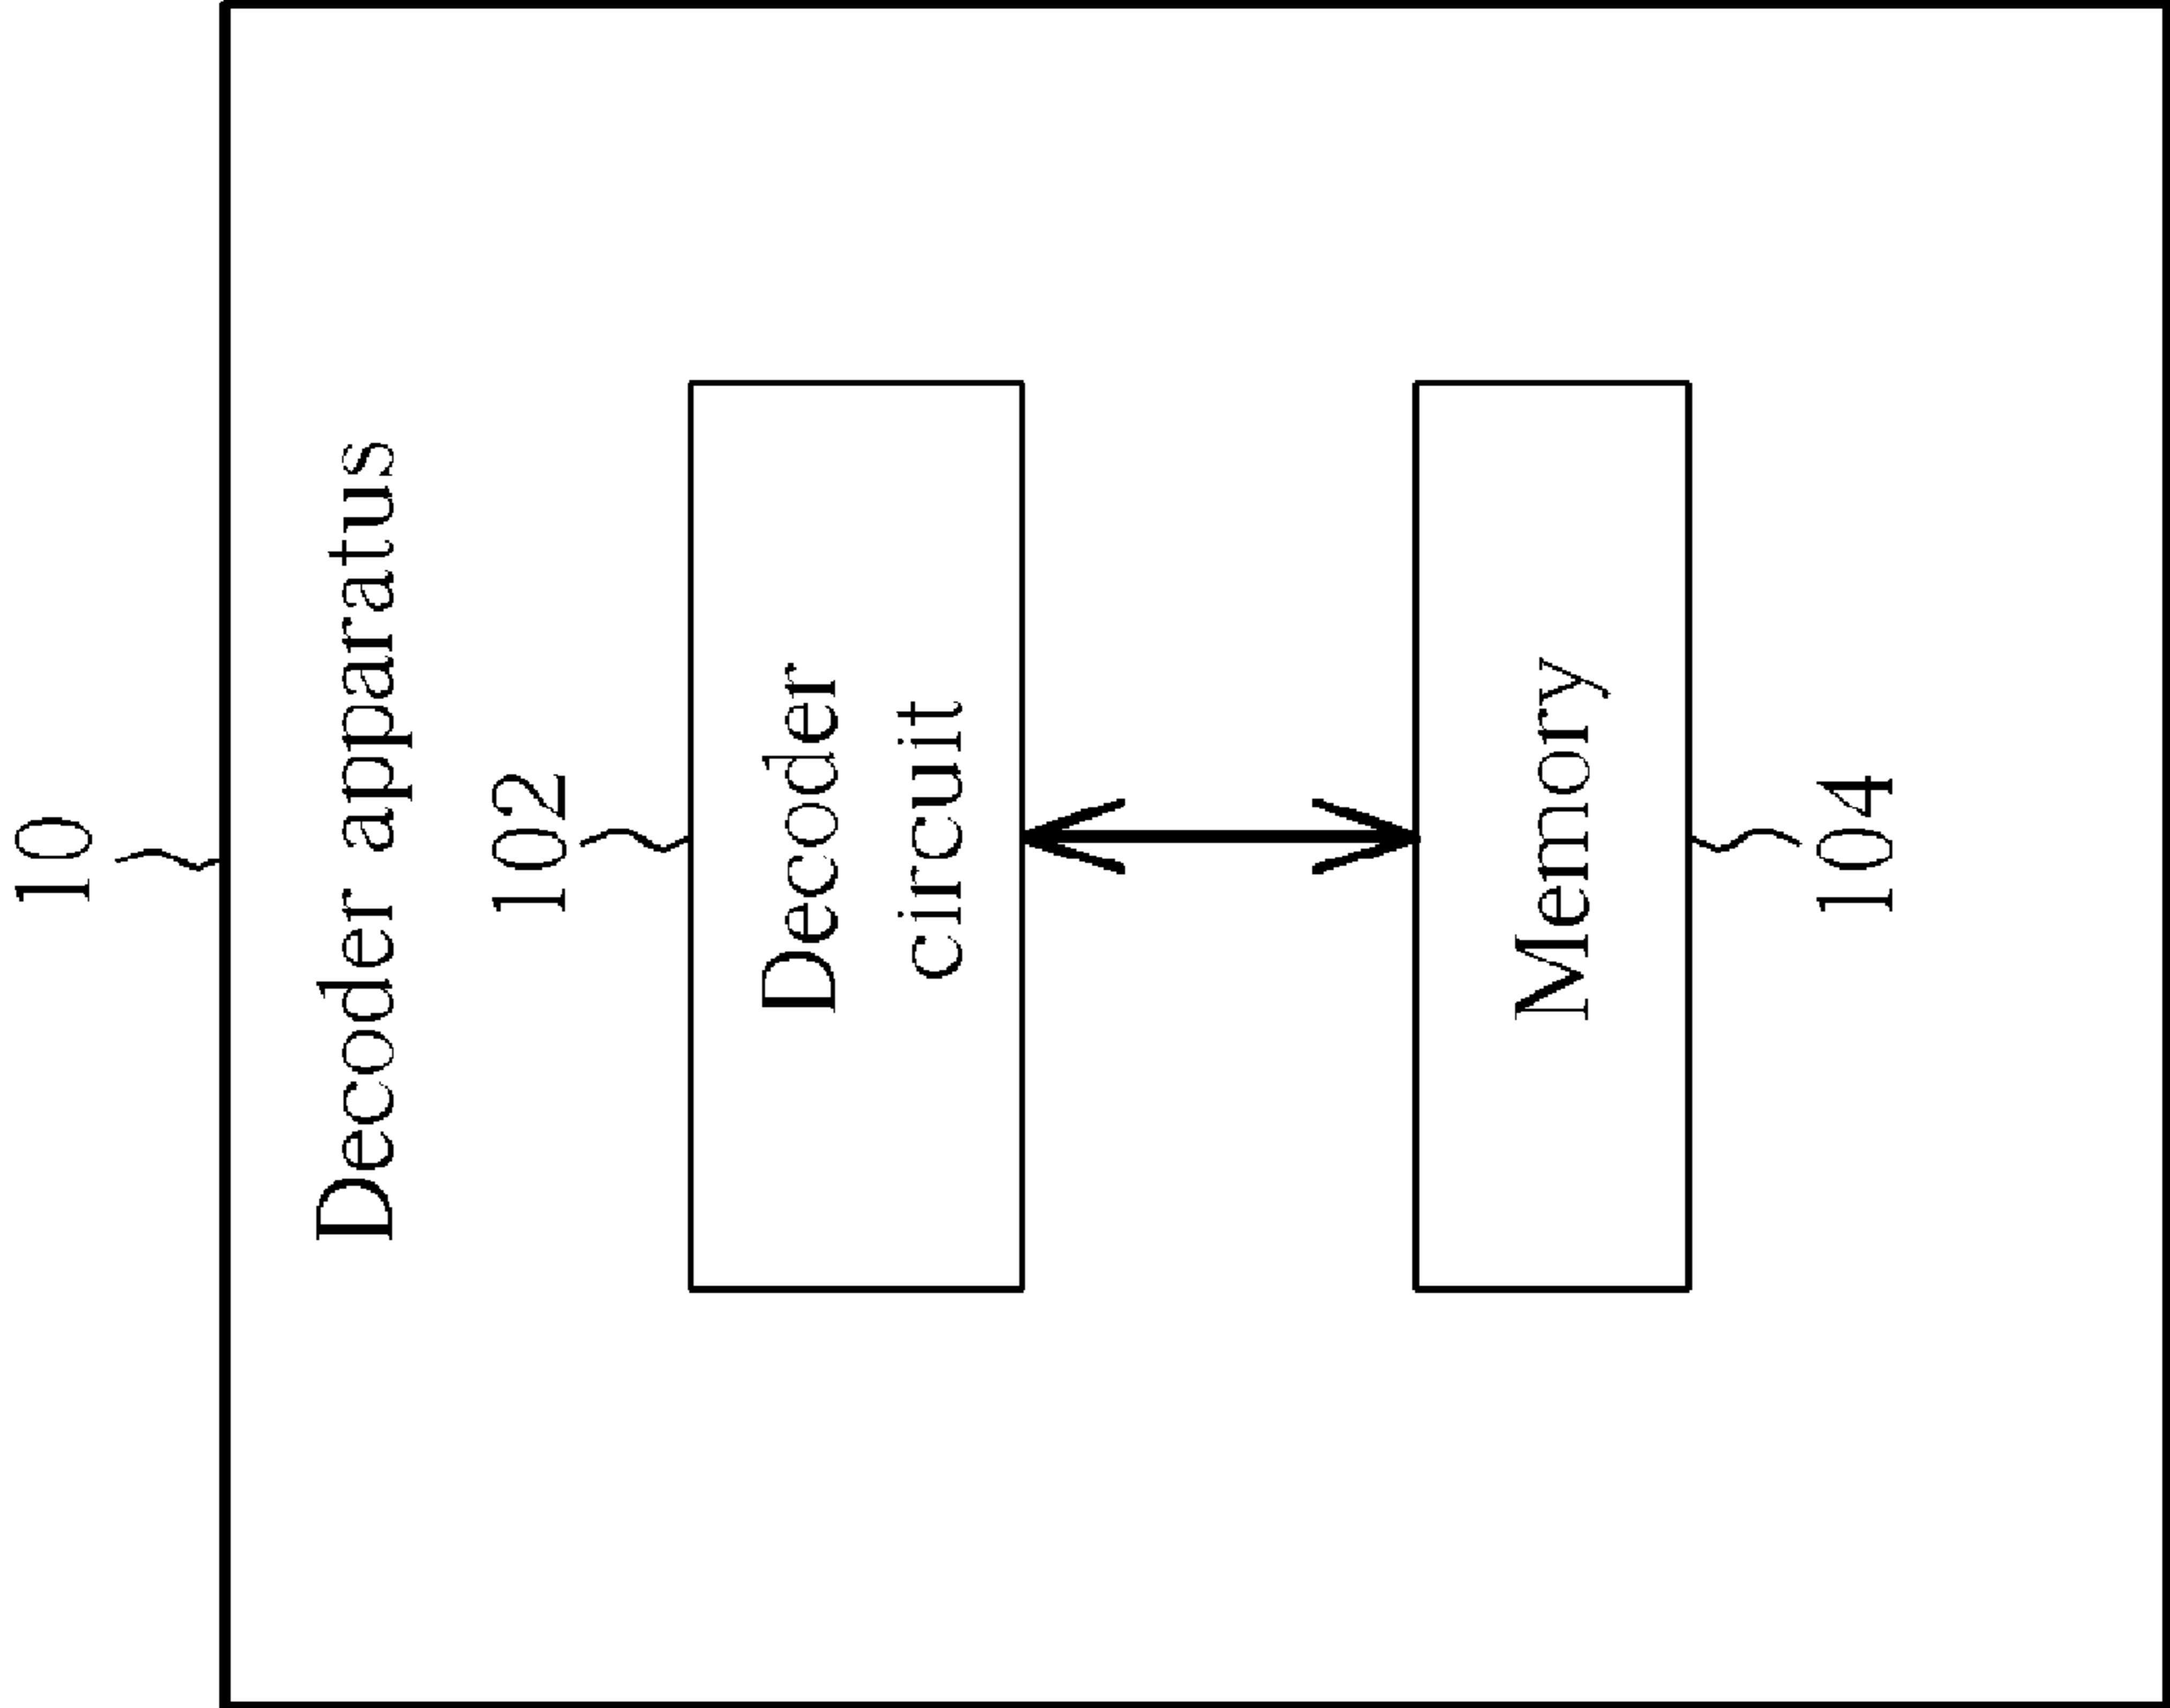 10
Decoder apparatus
102
Decoder
circuit
Memory
104